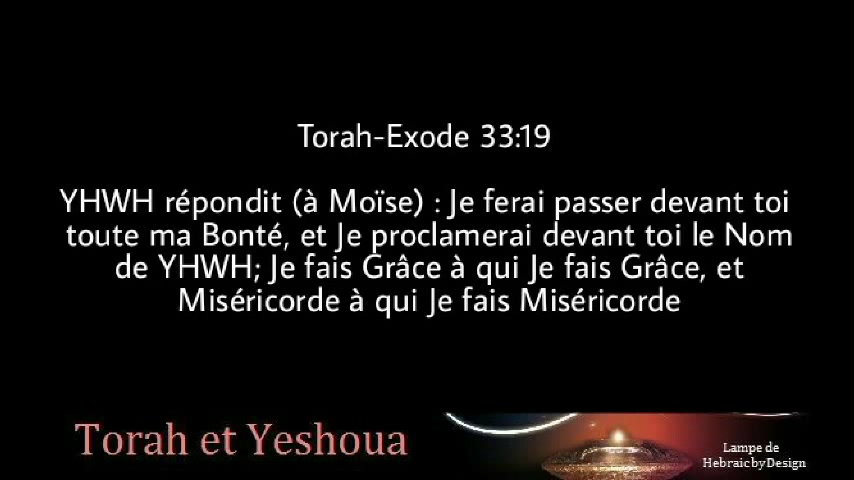 Torah-Exode 33:19
YHWH répondit (à Moïse) : Je ferai passer devant toi
toute ma Bonté, et Je proclamerai devant toi le Nom
de YHWH; Je fais Grâce à qui Je fais Grâce, et
Miséricorde à qui Je fais Miséricorde
Torah et Yeshoua
Lampe de
HebraicbyDesign